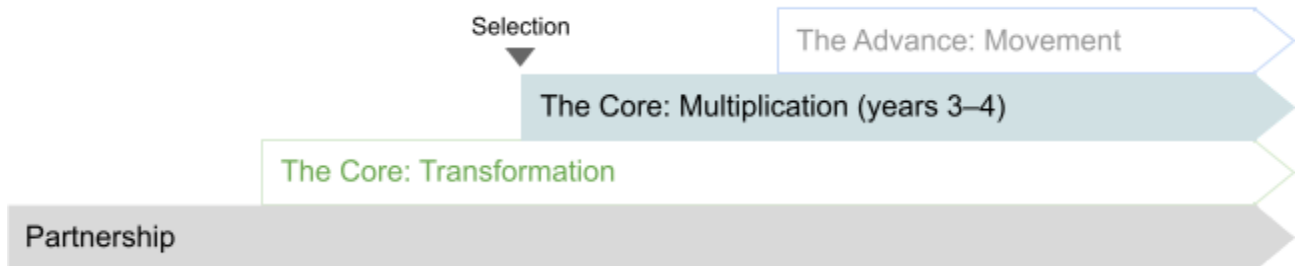 Selection
The Advance: Movement
The Core: Multiplication (years 3–4)
The Core: Transformation
Partnership